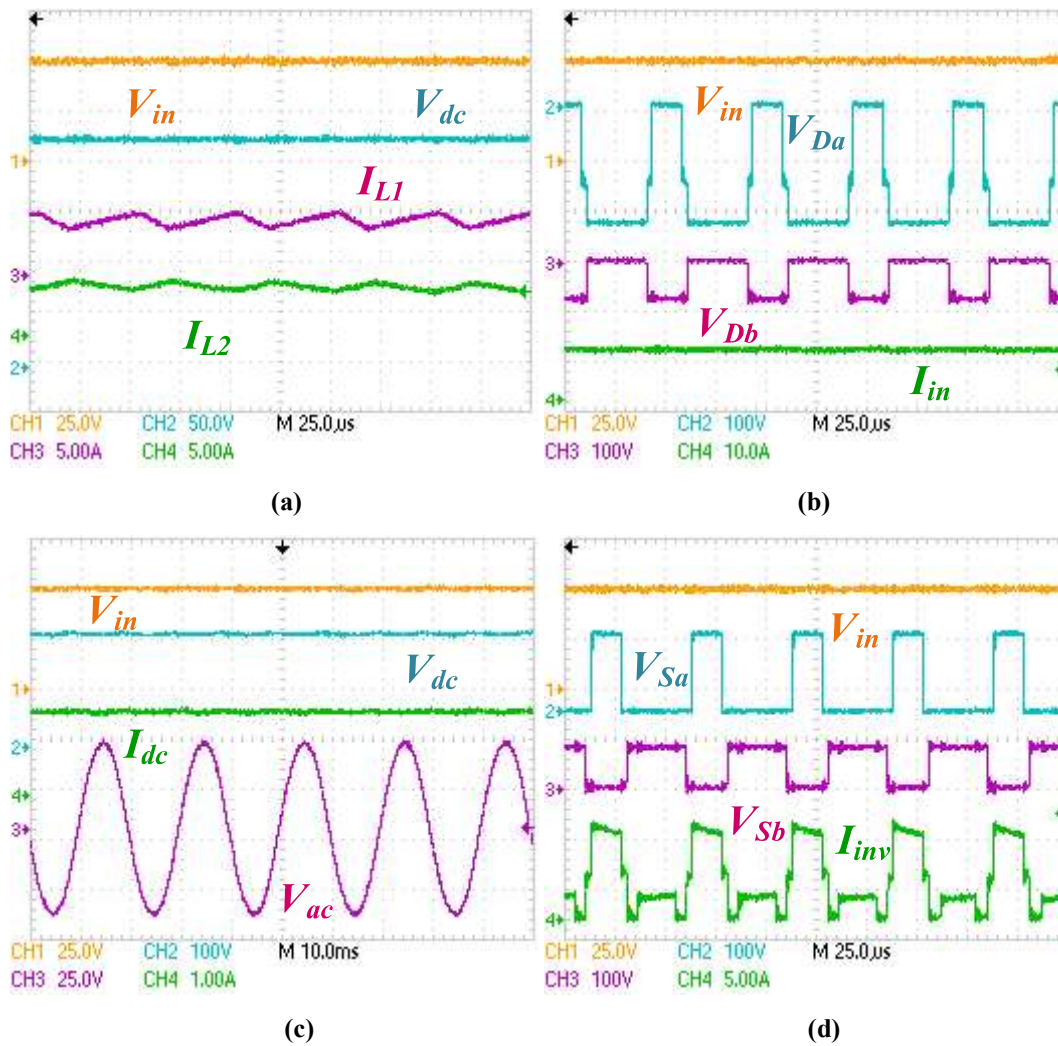 V_in V_dc
1
I_L1
3
I_L2
4
2
CH1 25.0V CH2 50.0V M 25.0µs
CH3 5.00A CH4 5.00A
(a)
2
V_in V_Da
1
3
V_Db
I_in
4
CH1 25.0V CH2 100V M 25.0µs
CH3 100V CH4 10.0A
(b)
V_in
V_dc
1
I_dc
2
4
3
V_ac
CH1 25.0V CH2 100V M 10.0ms
CH3 25.0V CH4 1.00A
(c)
V_in
V_Sa
1
2
3
V_Sb I_inv
4
CH1 25.0V CH2 100V M 25.0µs
CH3 100V CH4 5.00A
(d)